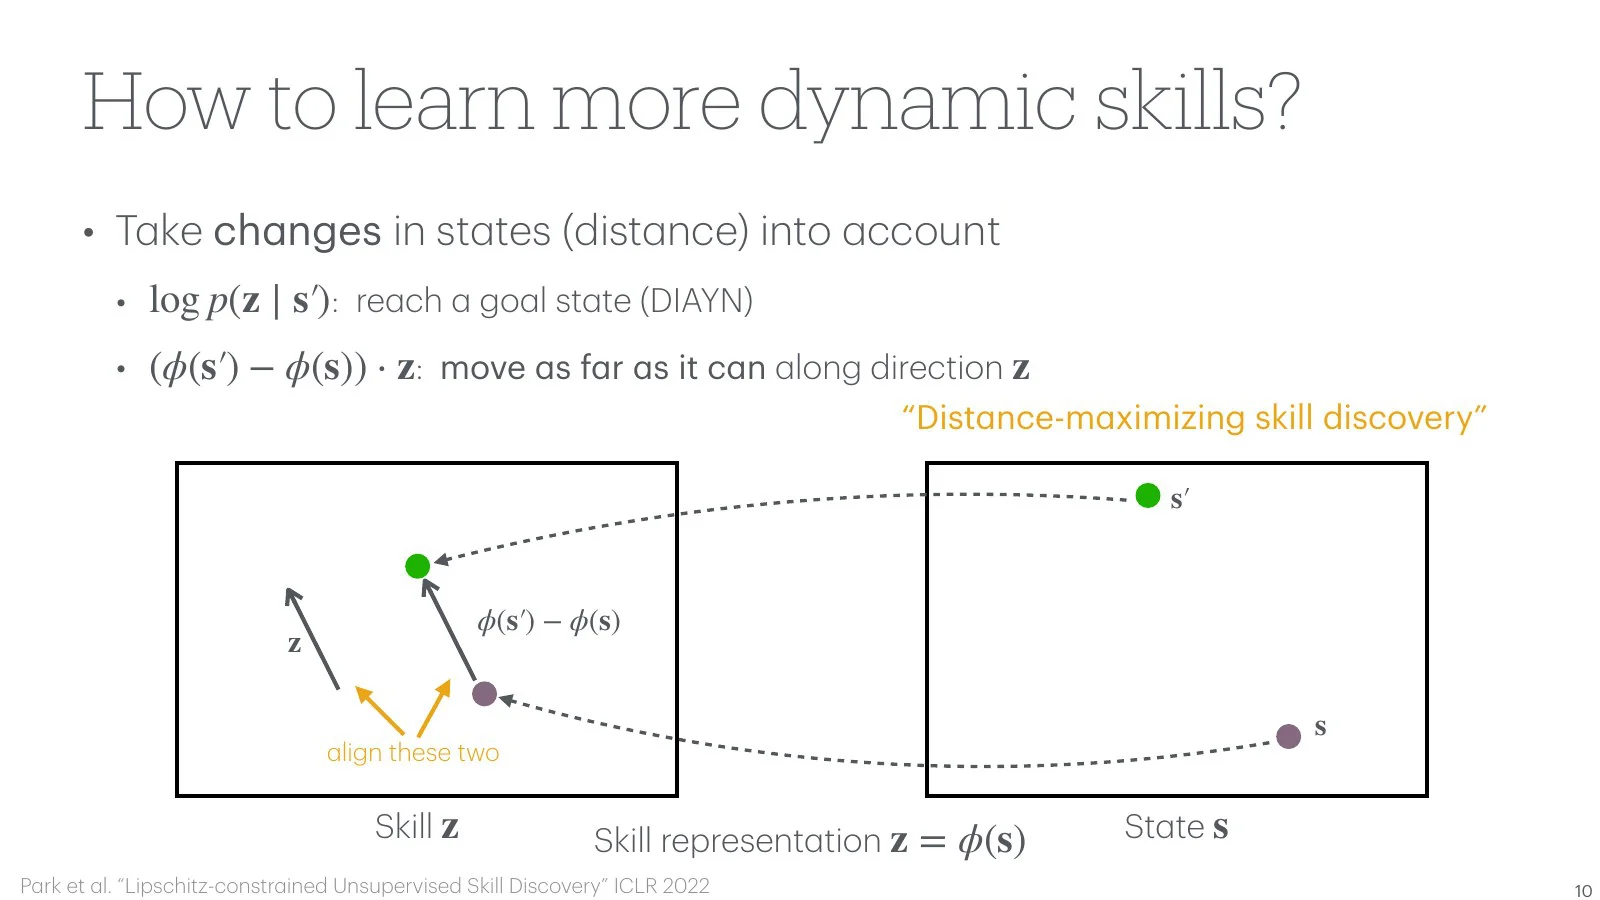 How to learn more dynamic skills?
• Take changes in states (distance) into account
• log p(z | s′): reach a goal state (DIAYN)
• (ϕ(s′) − ϕ(s)) · z: move as far as it can along direction z
“Distance-maximizing skill discovery”
s′
ϕ(s′) − ϕ(s)
z
s
align these two
Skill z
Skill representation z = ϕ(s)
State s
Park et al. “Lipschitz-constrained Unsupervised Skill Discovery” ICLR 2022
10